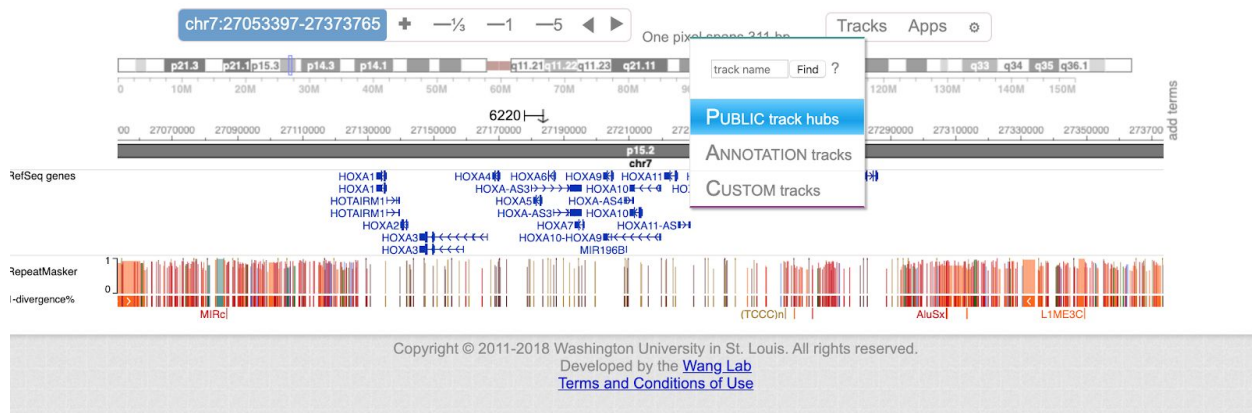 chr7:27053397-27373765 + —⅓ —1 —5 Tracks Apps
One pixel spans 311 bp
p21.3 p21.1 p15.3 p14.3 p14.1 q11.21 q11.22 q11.23 q21.11 q33 q34 q35 q36.1
track name Find ?
0 10M 20M 30M 40M 50M 60M 70M 80M 90M 120M 130M 140M 150M
6220
PUBLIC track hubs
add terms
27070000 27090000 27110000 27130000 27150000 27170000 27190000 27210000 27290000 27310000 27330000 27350000
p15.2
ANNOTATION tracks
chr7
RefSeq genes
HOXA1 HOXA4 HOXA6 HOXA9 HOXA11
HOXA1 HOXA-AS3 HOXA10
CUSTOM tracks
HOTAIRM1 HOXA5 HOXA-AS4
HOTAIRM1 HOXA-AS3 HOXA10
HOXA2 HOXA7 HOXA11-AS
HOXA3 HOXA10-HOXA9
HOXA3 MIR196B
RepeatMasker 1
0
1-divergence%
MIRc (TCCC)n AluSx L1ME3C
Copyright © 2011-2018 Washington University in St. Louis. All rights reserved.
Developed by the Wang Lab
Terms and Conditions of Use